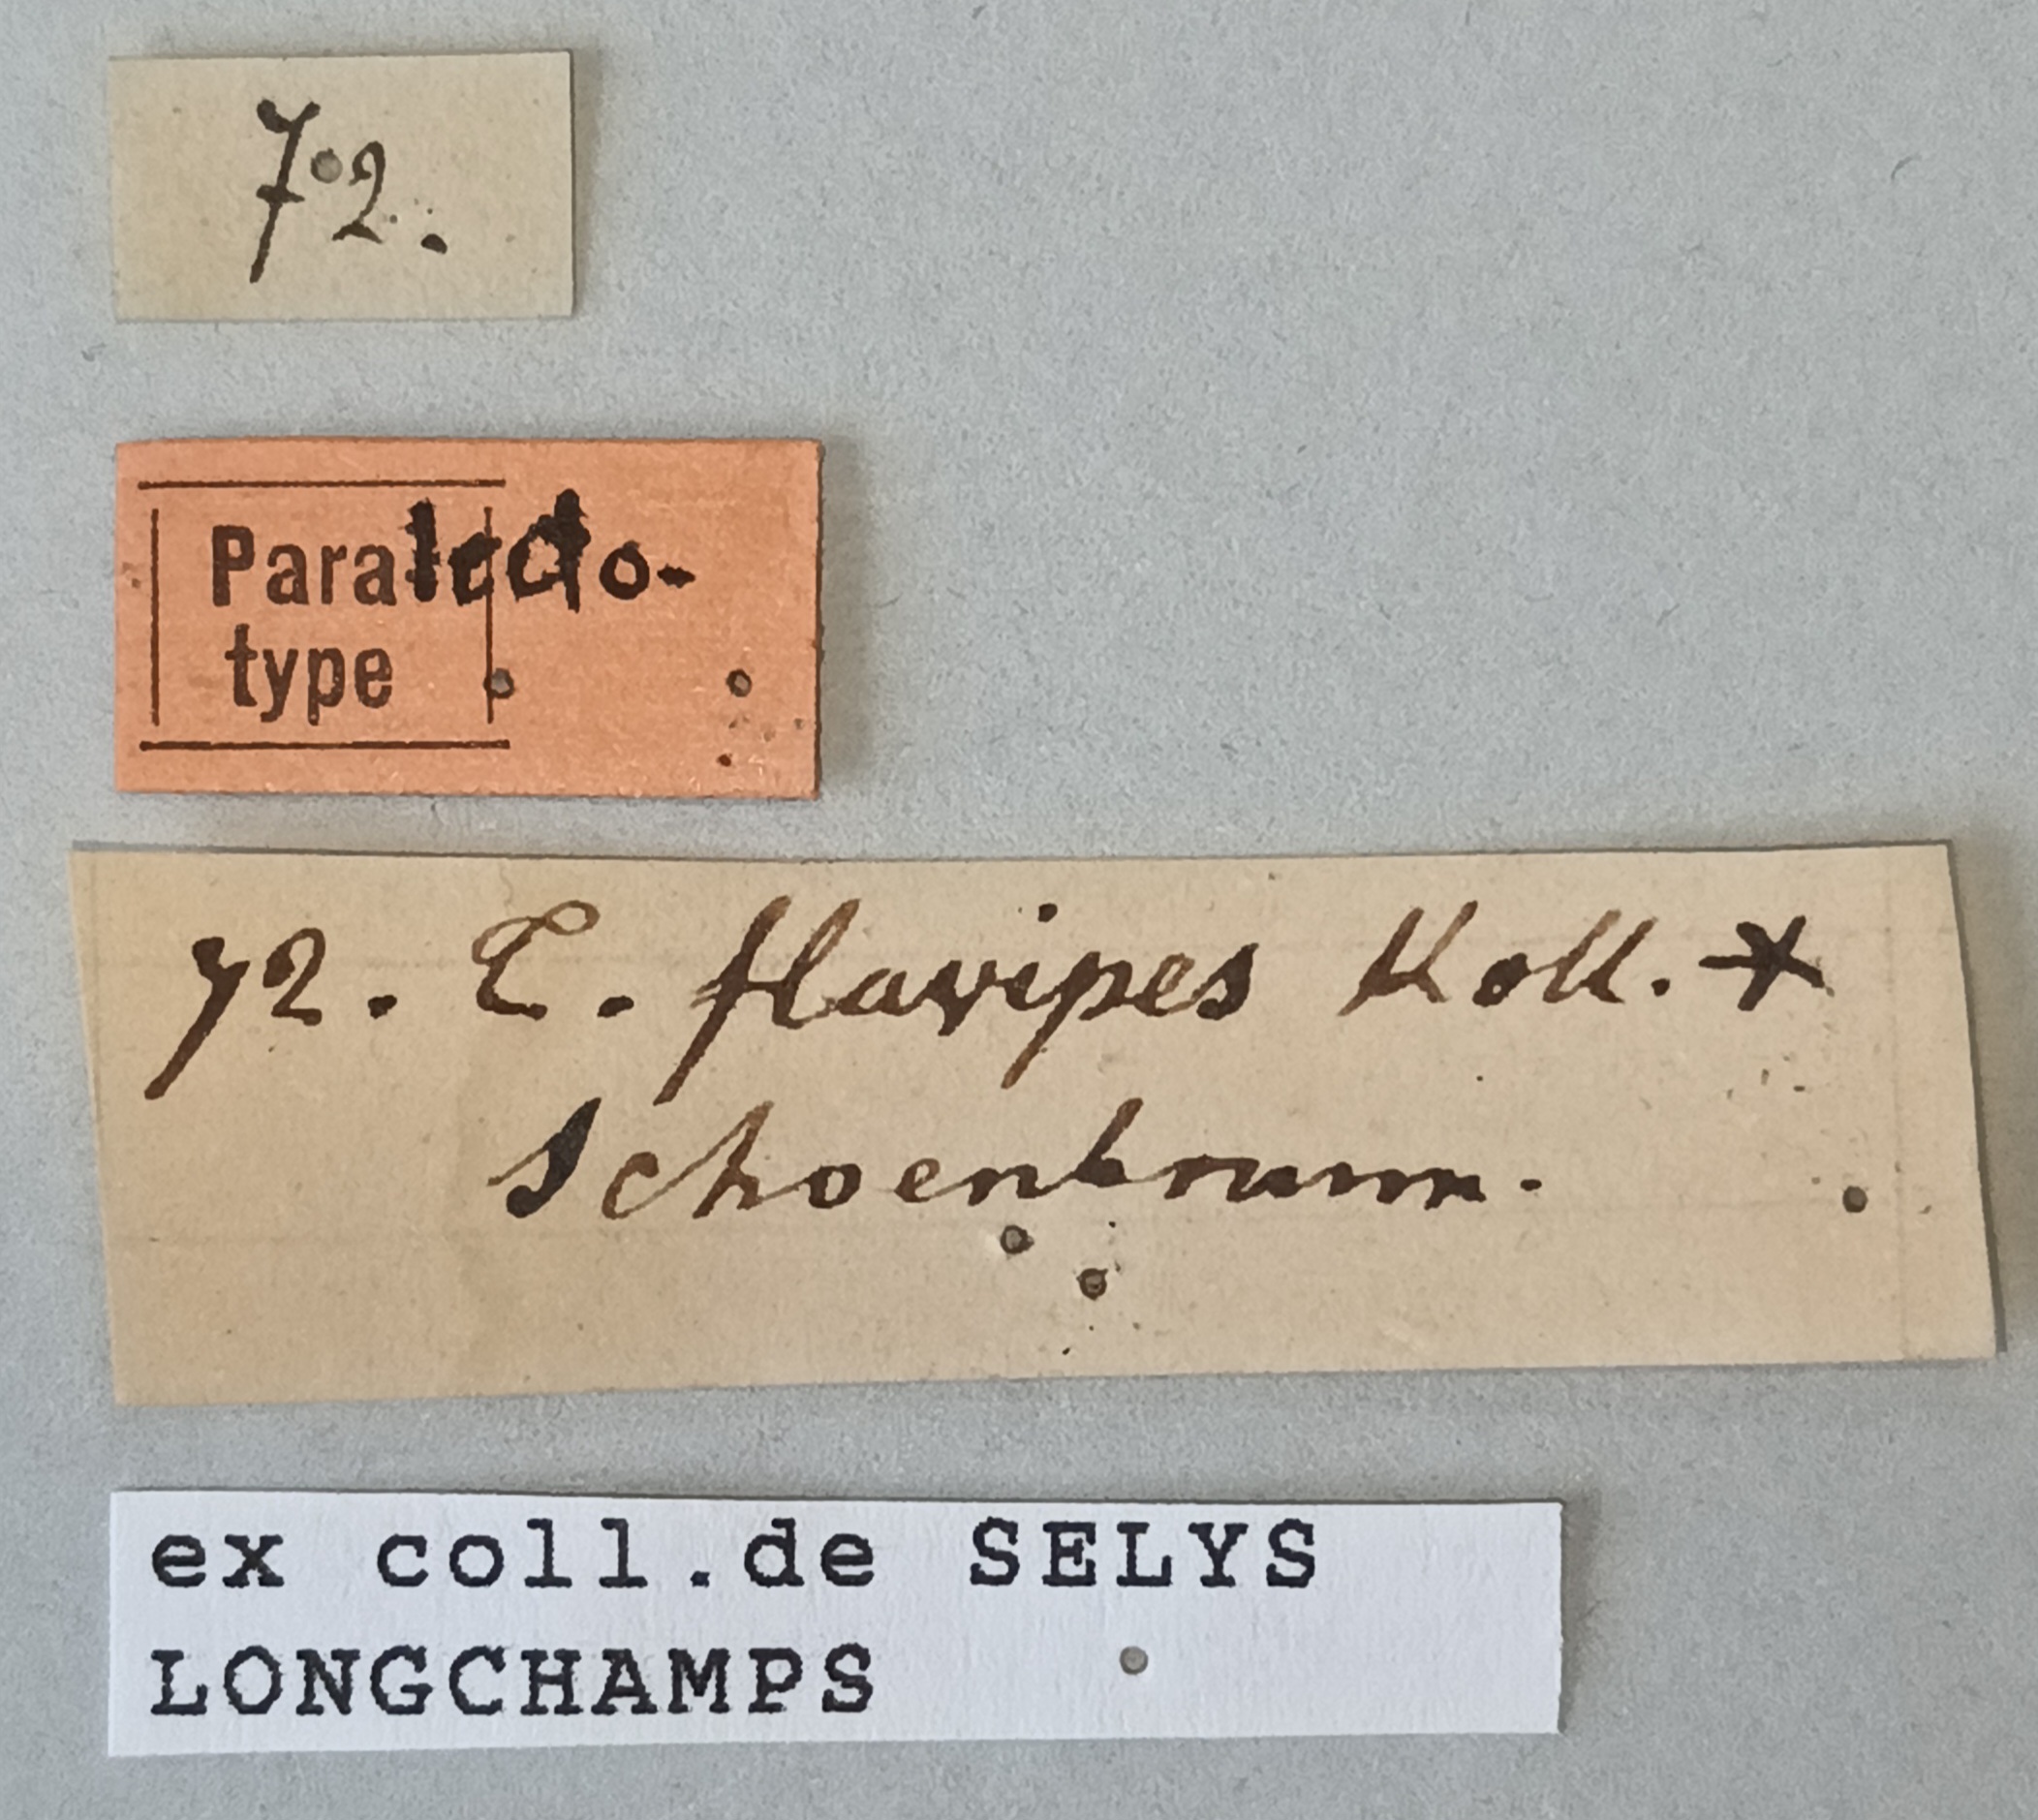 72.
Paralecto-
type
72. E. flavipes Koll. *
Schoenbrunn.
ex coll.de SELYS
LONGCHAMPS